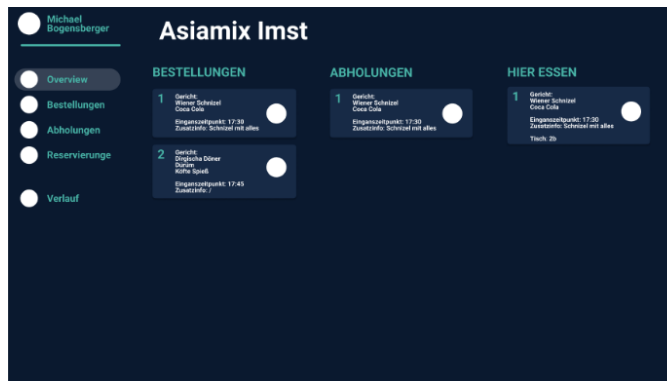 Michael
Bogensberger
Asiamix Imst
Overview
Bestellungen
Abholungen
Reservierunge
Verlauf
BESTELLUNGEN
1
Gericht:
Wiener Schnizel
Coca Cola
Einganszeitpunkt: 17:30
Zusatzinfo: Schnizel mit alles
2
Gericht:
Dirgischa Döner
Dürüm
Köfte Spieß
Einganszeitpunkt: 17:45
Zusatzinfo: /
ABHOLUNGEN
1
Gericht:
Wiener Schnizel
Coca Cola
Einganszeitpunkt: 17:30
Zusatzinfo: Schnizel mit alles
HIER ESSEN
1
Gericht:
Wiener Schnizel
Coca Cola
Einganszeitpunkt: 17:30
Zusatzinfo: Schnizel mit alles
Tisch: 2b